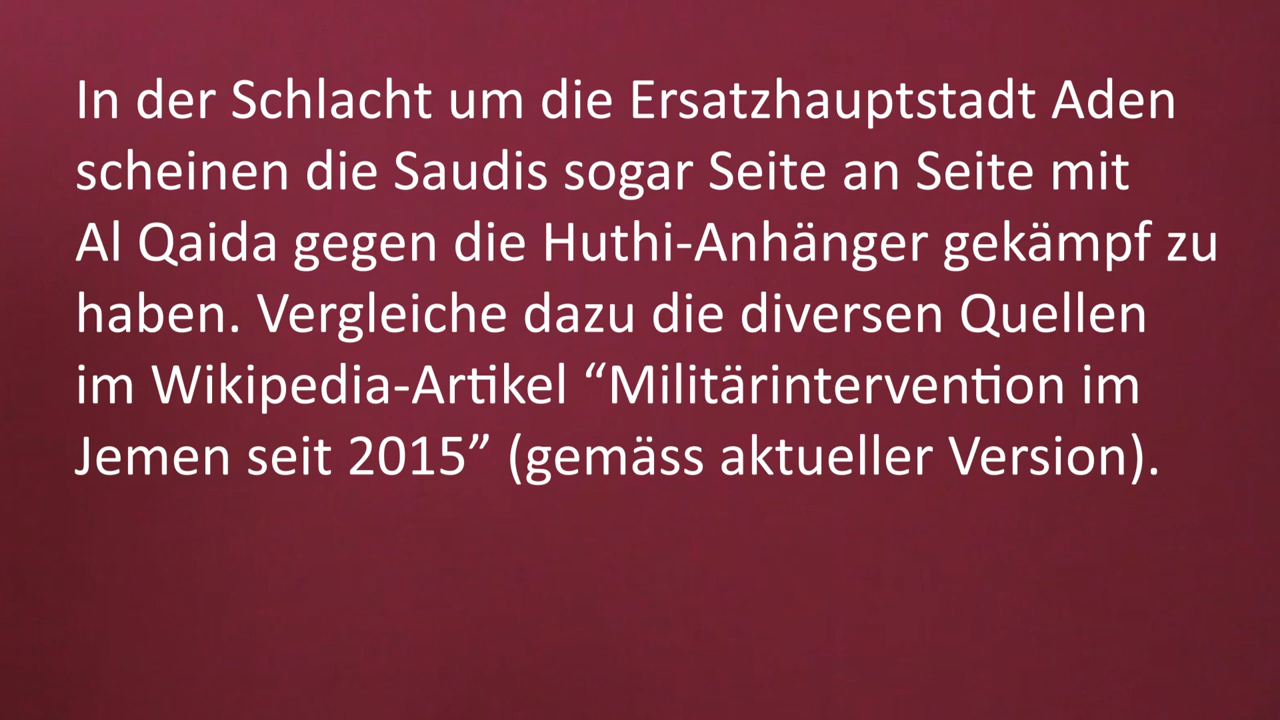 In der Schlacht um die Ersatzhauptstadt Aden
scheinen die Saudis sogar Seite an Seite mit
Al Qaida gegen die Huthi-Anhänger gekämpf zu
haben. Vergleiche dazu die diversen Quellen
im Wikipedia-Artikel “Militärintervention im
Jemen seit 2015” (gemäss aktueller Version).